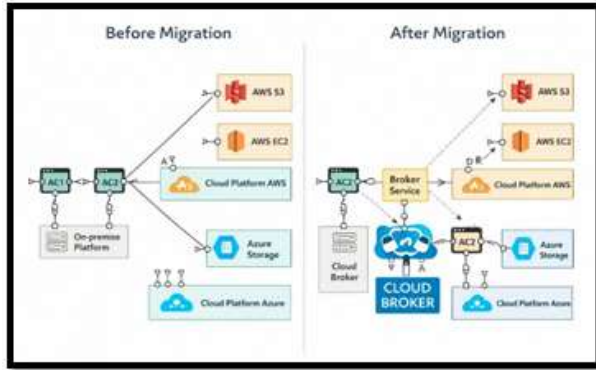 Before Migration
After Migration
AWS S3
AWS EC2
A
Cloud Platform AWS
AC1
AC2
On-premise
Platform
Azure
Storage
Cloud Platform Azure
AWS S3
AWS EC2
Cloud Platform AWS
AC2
Broker
Service
Cloud
Broker
AC2
Azure
Storage
A
CLOUD
BROKER
Cloud Platform Azure